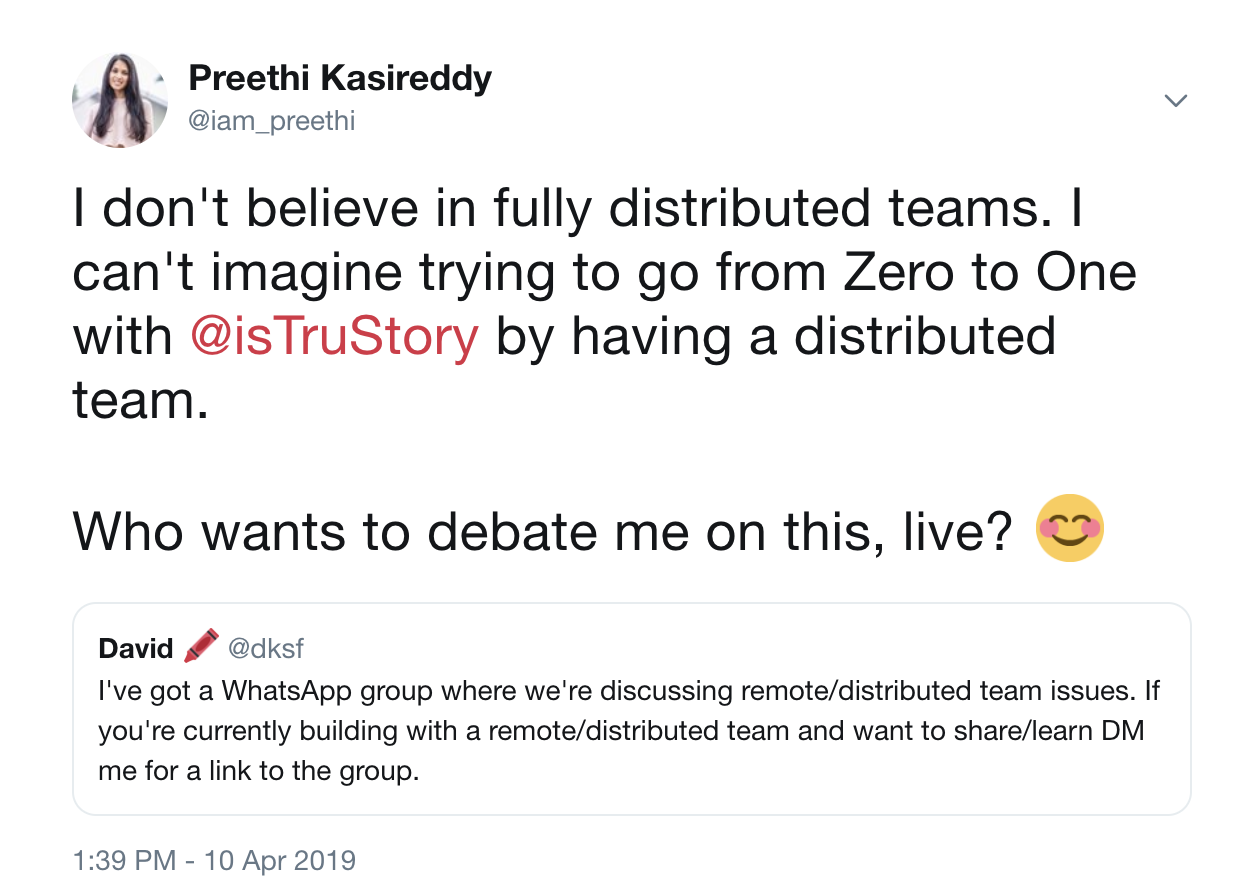 Preethi Kasireddy
@iam_preethi
I don't believe in fully distributed teams. I
can't imagine trying to go from Zero to One
with @isTruStory by having a distributed
team.
Who wants to debate me on this, live? 😊
David 🖍 @dksf
I've got a WhatsApp group where we're discussing remote/distributed team issues. If
you're currently building with a remote/distributed team and want to share/learn DM
me for a link to the group.
1:39 PM - 10 Apr 2019